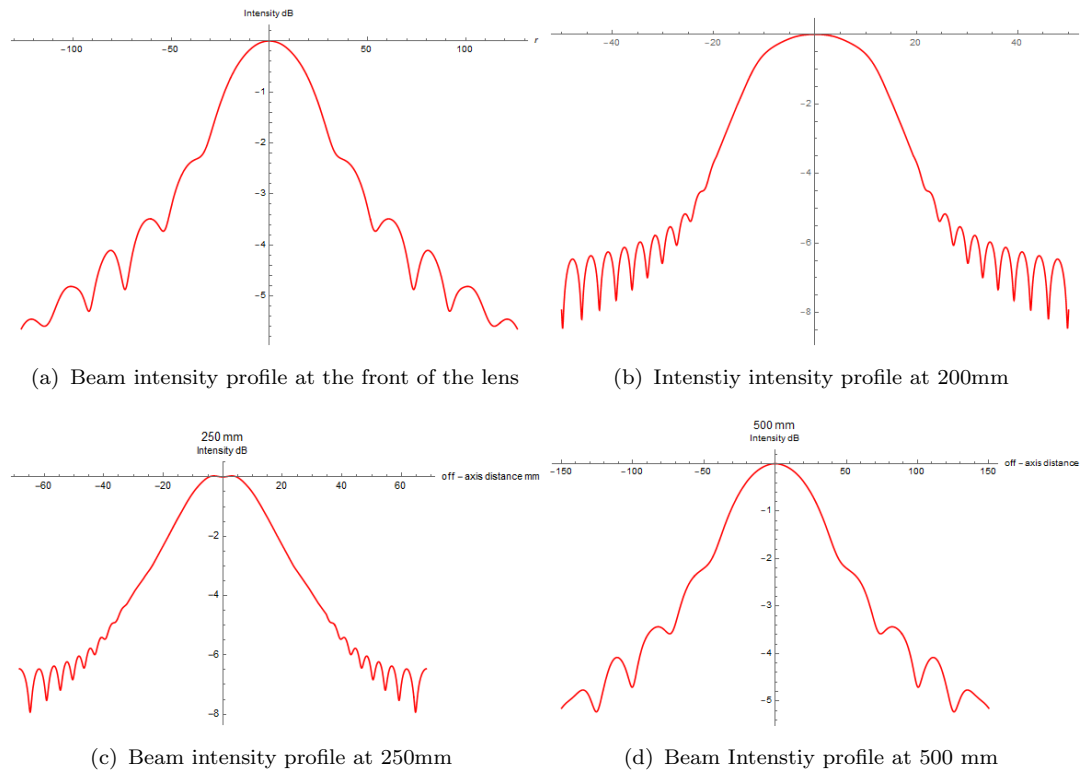 Intensity dB
-100 -50 50 100 r
-1
-2
-3
-4
-5
(a) Beam intensity profile at the front of the lens
-40 -20 20 40
-2
-4
-6
-8
(b) Intenstiy intensity profile at 200mm
250 mm
Intensity dB
-60 -40 -20 20 40 60 off - axis distance mm
-2
-4
-6
-8
(c) Beam intensity profile at 250mm
500 mm
Intensity dB
-150 -100 -50 50 100 150 off - axis distance mm
-1
-2
-3
-4
-5
(d) Beam Intenstiy profile at 500 mm